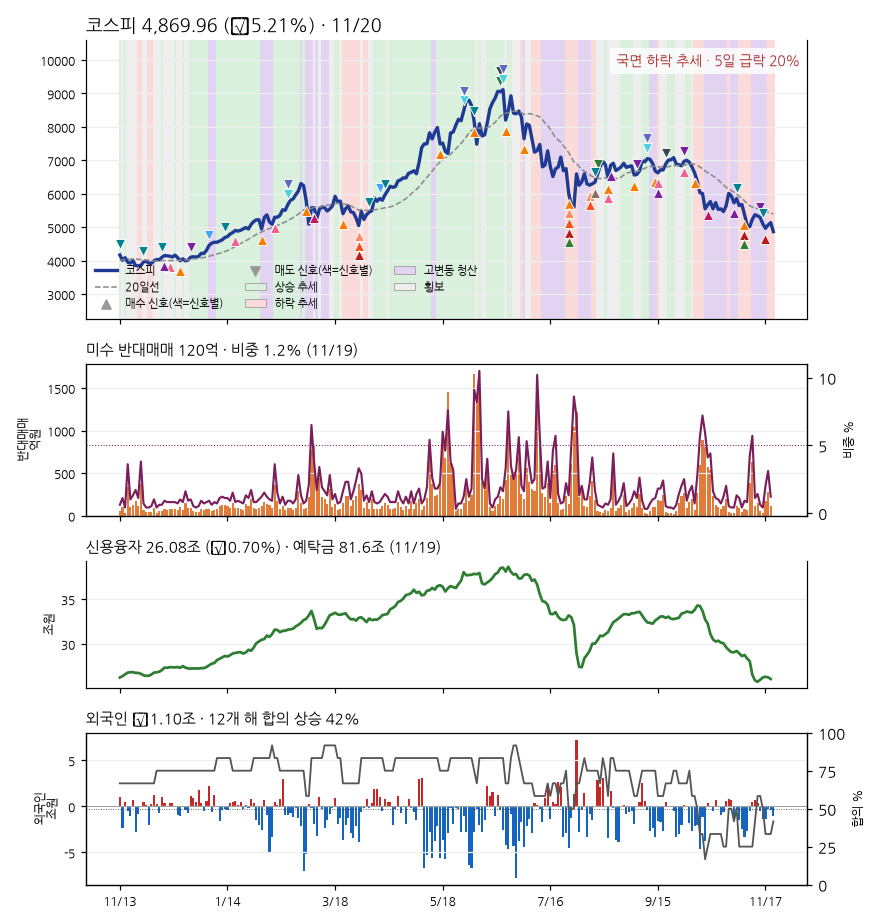 코스피 4,869.96 (√5.21%) · 11/20
국면 하락 추세 · 5일 급락 20%
10000
9000
8000
7000
6000
5000
4000
3000
코스피
20일선
매수 신호(색=신호별)
매도 신호(색=신호별)
상승 추세
하락 추세
고변동 청산
횡보
미수 반대매매 120억 · 비중 1.2% (11/19)
반대매매
억원
1500
1000
500
0
10
5
0
비중 %
신용융자 26.08조 (√0.70%) · 예탁금 81.6조 (11/19)
조원
35
30
외국인 √1.10조 · 12개 해 합의 상승 42%
외국인
조원
5
0
-5
100
75
50
25
0
합의 %
11/13
1/14
3/18
5/18
7/16
9/15
11/17